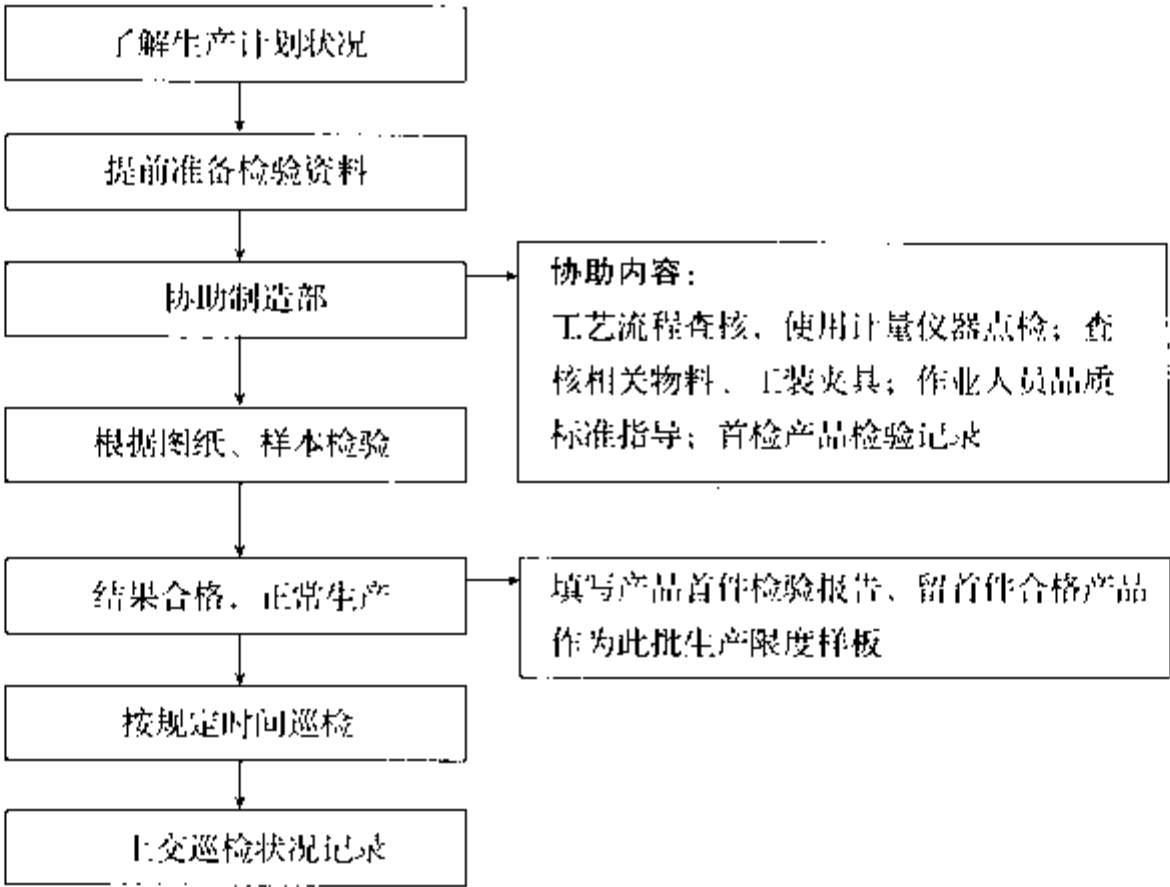 了解生产计划状况
提前准备检验资料
协助制造部
协助内容：
工艺流程查核、使用计量仪器点检；查
核相关物料、工装夹具；作业人员品质
标准指导；首检产品检验记录
根据图纸、样本检验
结果合格、正常生产
填写产品首件检验报告、留首件合格产品
作为此批生产限度样板
按规定时间巡检
上交巡检状况记录